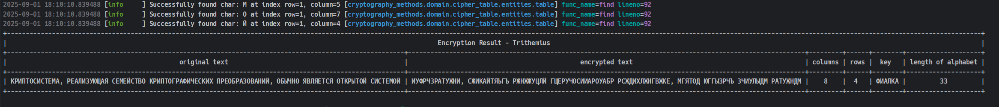 2025-09-01 18:10:10.839488 [info     ] Successfully found char: М at index row=1, column=5 [cryptography_methods.domain.cipher_table.entities.table] func_name=find lineno=92
2025-09-01 18:10:10.839488 [info     ] Successfully found char: О at index row=1, column=7 [cryptography_methods.domain.cipher_table.entities.table] func_name=find lineno=92
2025-09-01 18:10:10.839488 [info     ] Successfully found char: Й at index row=1, column=4 [cryptography_methods.domain.cipher_table.entities.table] func_name=find lineno=92
Encryption Result - Trithemius
| original text | encrypted text | columns | rows | key | length of alphabet |
| КРИПТОСИСТЕМА, РЕАЛИЗУЮЩАЯ СЕМЕЙСТВО КРИПТОГРАФИЧЕСКИХ ПРЕОБРАЗОВАНИЙ, ОБЫЧНО ЯВЛЯЕТСЯ ОТКРЫТОЙ СИСТЕМОЙ | ИУФРЧЗРАТУЖНИ, СЖИКАЙТЯЪГЪ РЖНЖЖУЦЛЙ ГЩЕРУЧОСИИАРОУАБР РСЖДИХЛЖНГВЖКЕ, МГЯТОД ЮГГЫЗРЧЪ ЗЧИУЛЫДМ РАТУЖНДМ | 8 | 4 | ФИАЛКА | 33 |